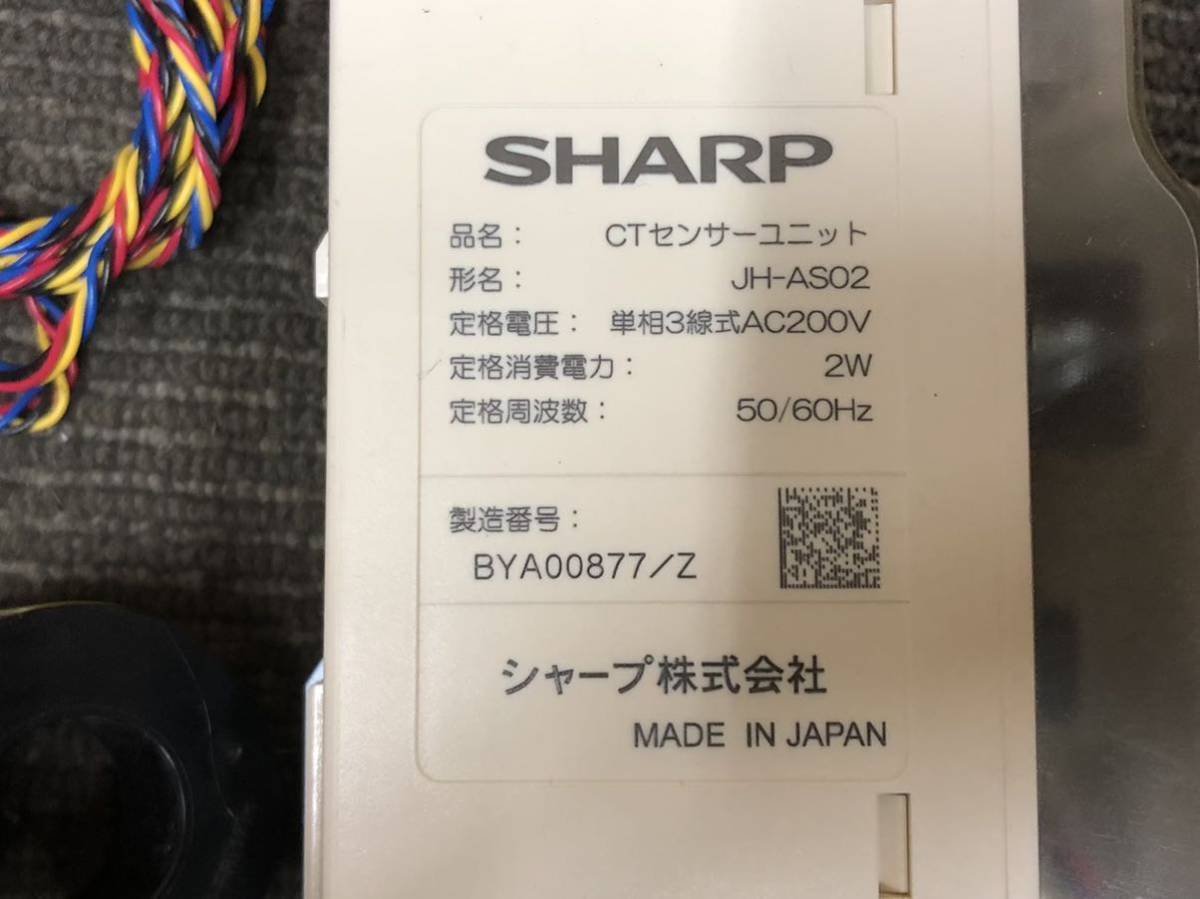 SHARP
品名： CTセンサーユニット
形名： JH-AS02
定格電圧： 単相3線式AC200V
定格消費電力： 2W
定格周波数： 50/60Hz
製造番号：
BYA00877/Z
シャープ株式会社
MADE IN JAPAN